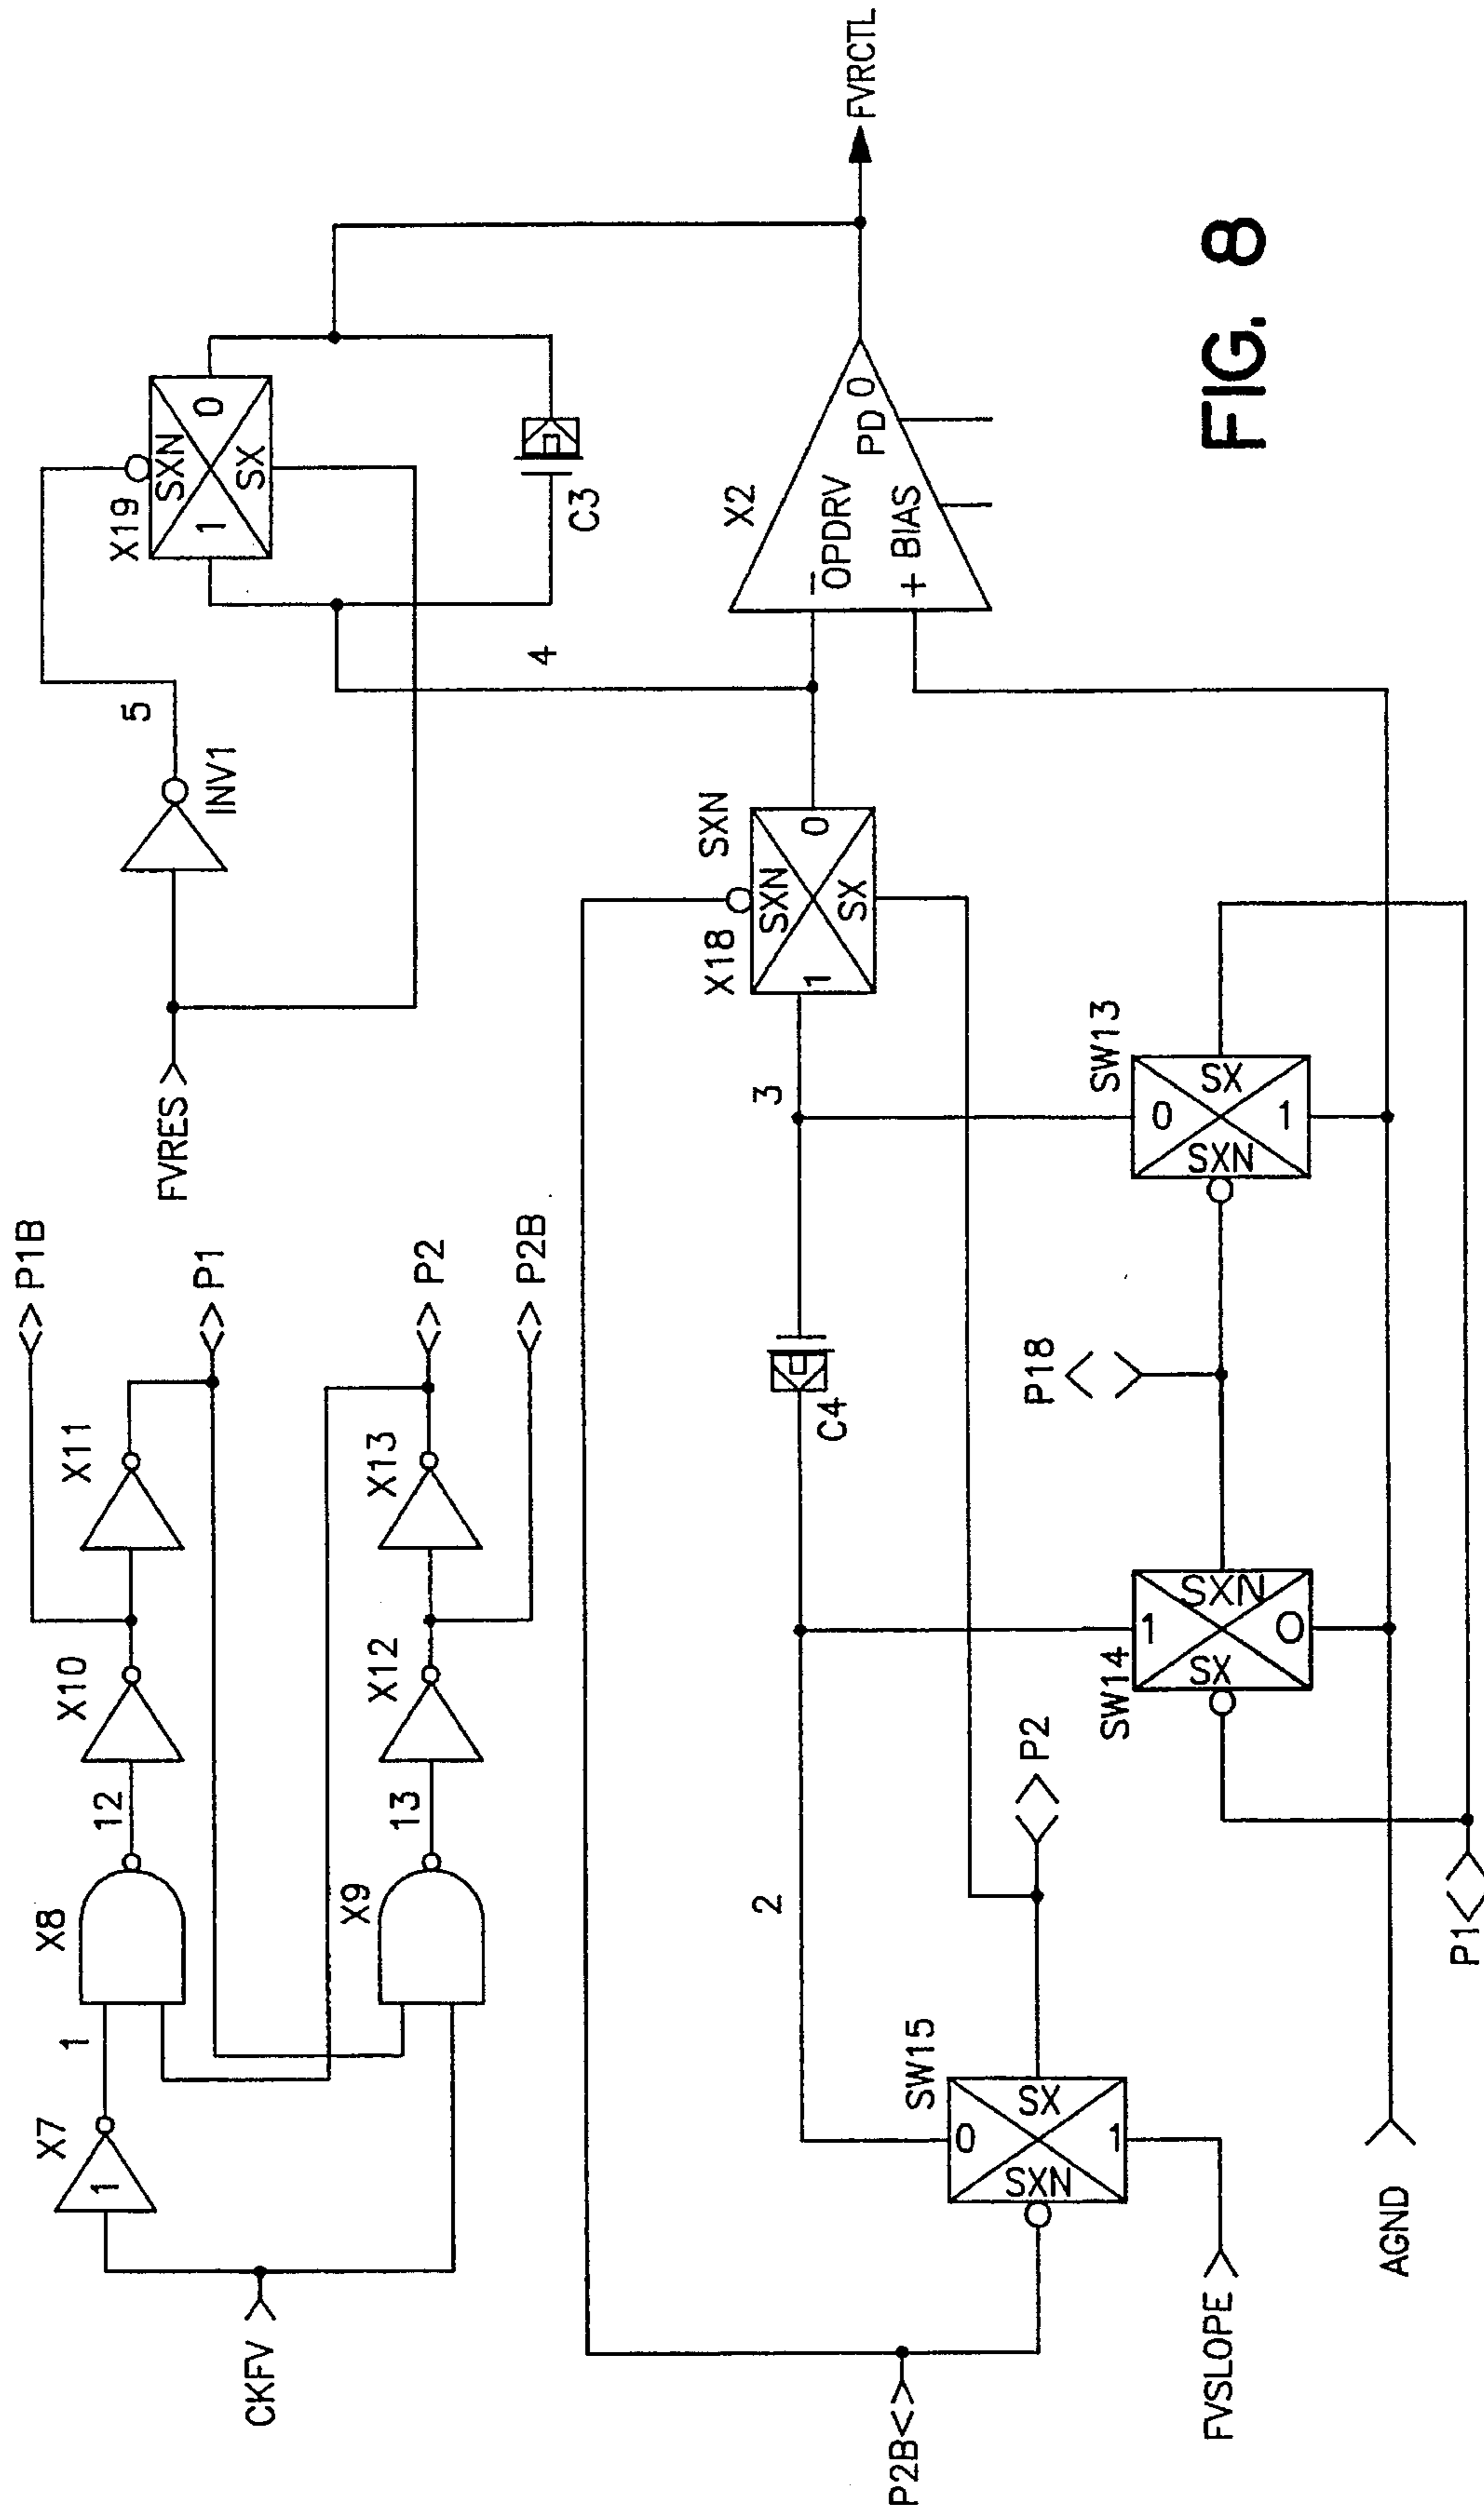 CKFV >
X7
1
1
X8
12
X10
X11
<> P1B
<> P1
X9
13
X12
X13
<> P2
<> P2B
FVRES >
INV1
5
X19
SXN
1
0
SX
C3
4
FVRCTL
X2
OPDRV
−
+
BIAS
PD
0
X18
SXN
SXN
1
0
SX
3
C4
2
P2B<>
SW15
0
SX
SXN
1
FVSLOPE >
<> P2
SW14
1
SXN
SX
0
P18
<>
SW13
0
SX
SXN
1
P1<>
AGND
FIG. 8